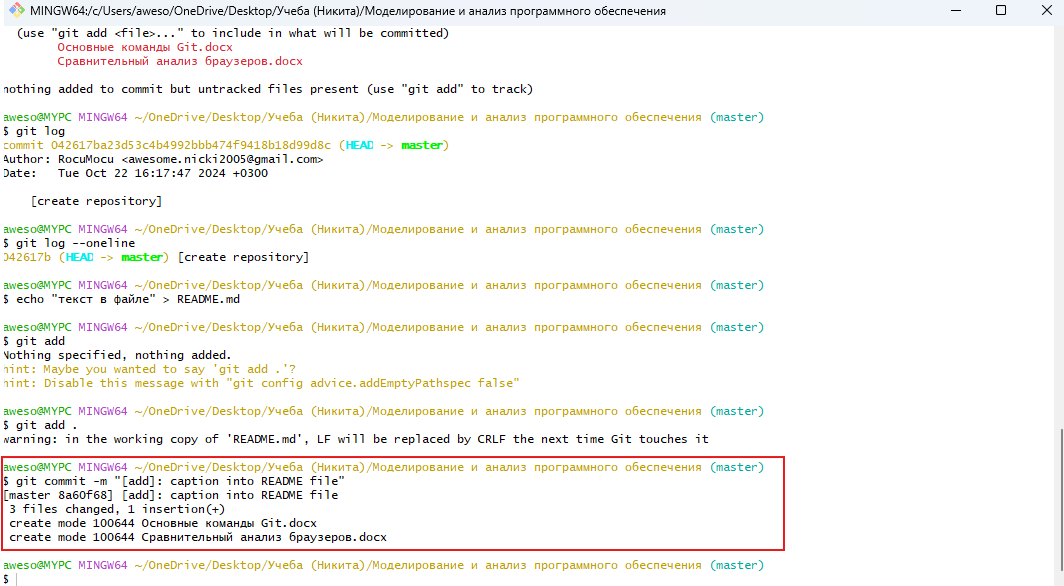 MINGW64:/c/Users/aweso/OneDrive/Desktop/Учеба (Никита)/Моделирование и анализ программного обеспечения
(use "git add <file>..." to include in what will be committed)
Основные команды Git.docx
Сравнительный анализ браузеров.docx
nothing added to commit but untracked files present (use "git add" to track)
aweso@MYPC MINGW64 ~/OneDrive/Desktop/Учеба (Никита)/Моделирование и анализ программного обеспечения (master)
$ git log
commit 042617ba23d53c4b4992bbb474f9418b18d99d8c (HEAD -> master)
Author: RocuMocu <awesome.nicki2005@gmail.com>
Date:   Tue Oct 22 16:17:47 2024 +0300
[create repository]
aweso@MYPC MINGW64 ~/OneDrive/Desktop/Учеба (Никита)/Моделирование и анализ программного обеспечения (master)
$ git log --oneline
042617b (HEAD -> master) [create repository]
aweso@MYPC MINGW64 ~/OneDrive/Desktop/Учеба (Никита)/Моделирование и анализ программного обеспечения (master)
$ echo "текст в файле" > README.md
aweso@MYPC MINGW64 ~/OneDrive/Desktop/Учеба (Никита)/Моделирование и анализ программного обеспечения (master)
$ git add
Nothing specified, nothing added.
hint: Maybe you wanted to say 'git add .'?
hint: Disable this message with "git config advice.addEmptyPathspec false"
aweso@MYPC MINGW64 ~/OneDrive/Desktop/Учеба (Никита)/Моделирование и анализ программного обеспечения (master)
$ git add .
warning: in the working copy of 'README.md', LF will be replaced by CRLF the next time Git touches it
aweso@MYPC MINGW64 ~/OneDrive/Desktop/Учеба (Никита)/Моделирование и анализ программного обеспечения (master)
$ git commit -m "[add]: caption into README file"
[master 8a60f68] [add]: caption into README file
3 files changed, 1 insertion(+)
create mode 100644 Основные команды Git.docx
create mode 100644 Сравнительный анализ браузеров.docx
aweso@MYPC MINGW64 ~/OneDrive/Desktop/Учеба (Никита)/Моделирование и анализ программного обеспечения (master)
$